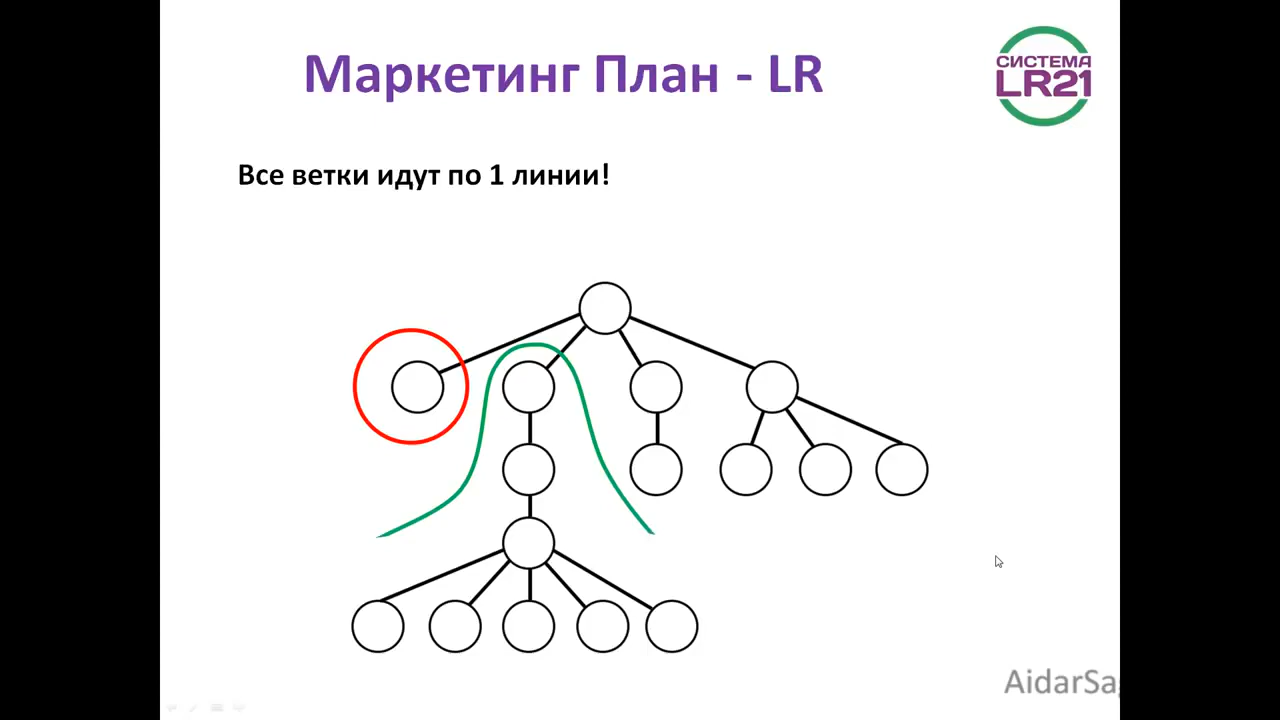 Маркетинг План - LR
СИСТЕМА
LR21
Все ветки идут по 1 линии!
AidarSa